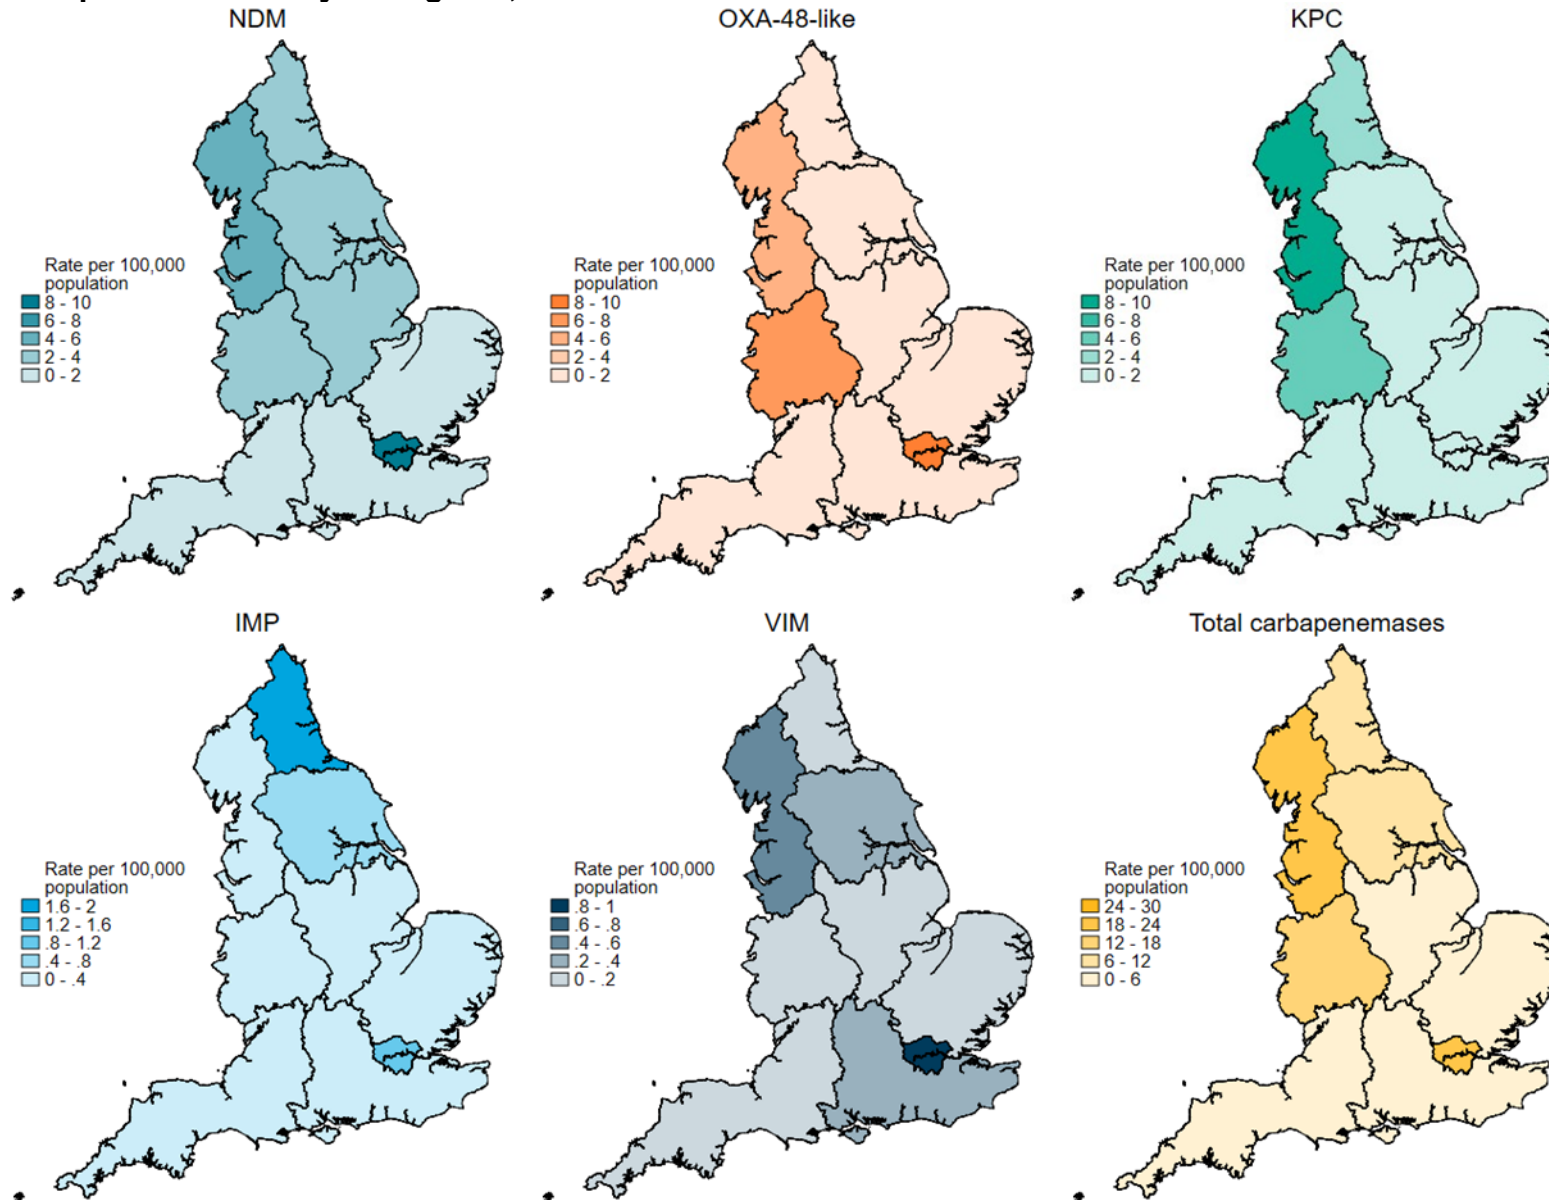 NDM
Rate per 100,000
population
8 - 10
6 - 8
4 - 6
2 - 4
0 - 2
OXA-48-like
Rate per 100,000
population
8 - 10
6 - 8
4 - 6
2 - 4
0 - 2
KPC
Rate per 100,000
population
8 - 10
6 - 8
4 - 6
2 - 4
0 - 2
IMP
Rate per 100,000
population
1.6 - 2
1.2 - 1.6
.8 - 1.2
.4 - .8
0 - .4
VIM
Rate per 100,000
population
.8 - 1
.6 - .8
.4 - .6
.2 - .4
0 - .2
Total carbapenemases
Rate per 100,000
population
24 - 30
18 - 24
12 - 18
6 - 12
0 - 6